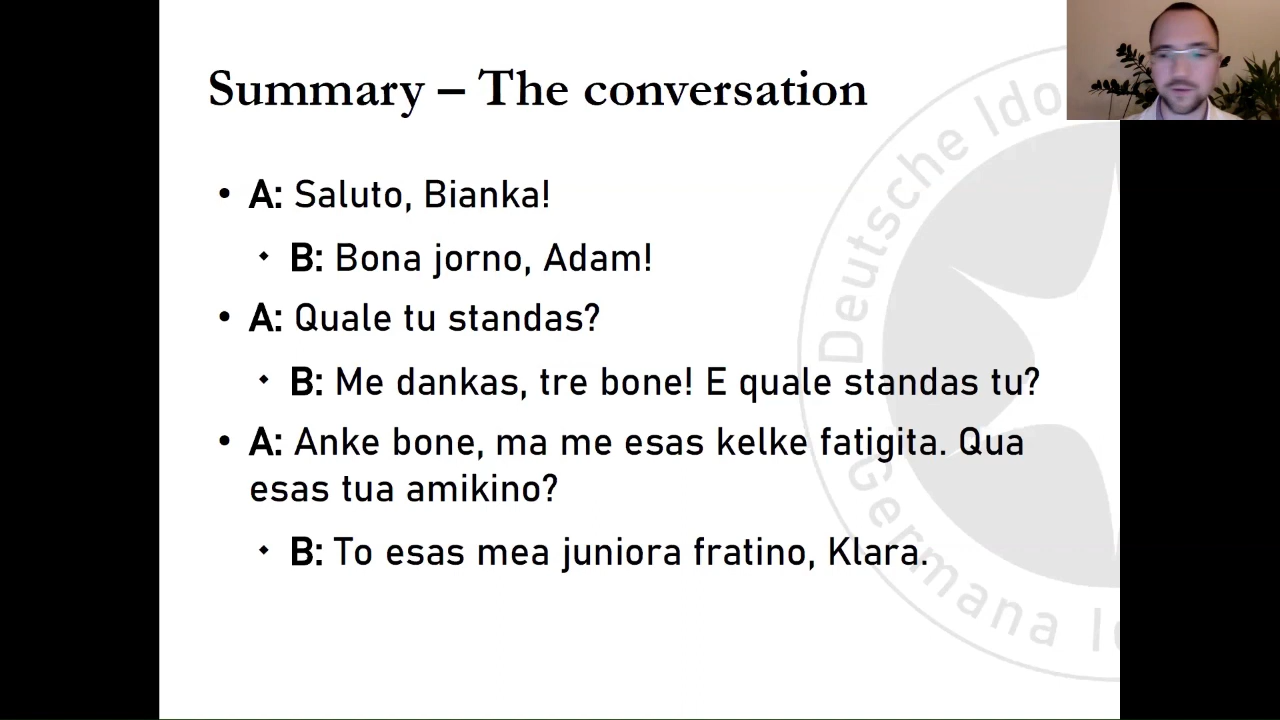 Summary – The conversation
• A: Saluto, Bianka!
B: Bona jorno, Adam!
• A: Quale tu standas?
B: Me dankas, tre bone! E quale standas tu?
• A: Anke bone, ma me esas kelke fatigita. Qua
esas tua amikino?
B: To esas mea juniora fratino, Klara.
Deutsche Ido
Germana